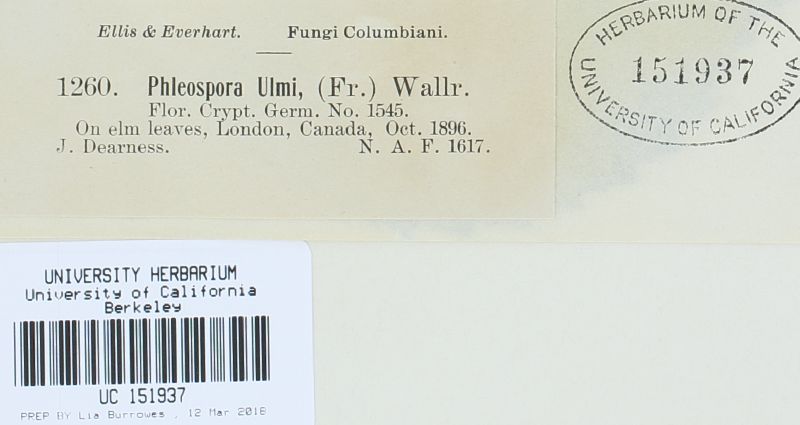 Ellis & Everhart. Fungi Columbiani.
1260. Phleospora Ulmi, (Fr.) Wallr.
Flor. Crypt. Germ. No. 1545.
On elm leaves, London, Canada, Oct. 1896.
J. Dearness. N. A. F. 1617.
HERBARIUM OF THE
151937
UNIVERSITY OF CALIFORNIA
UNIVERSITY HERBARIUM
University of California
Berkeley
UC 151937
PREP BY Lia Burrowes , 12 Mar 2018